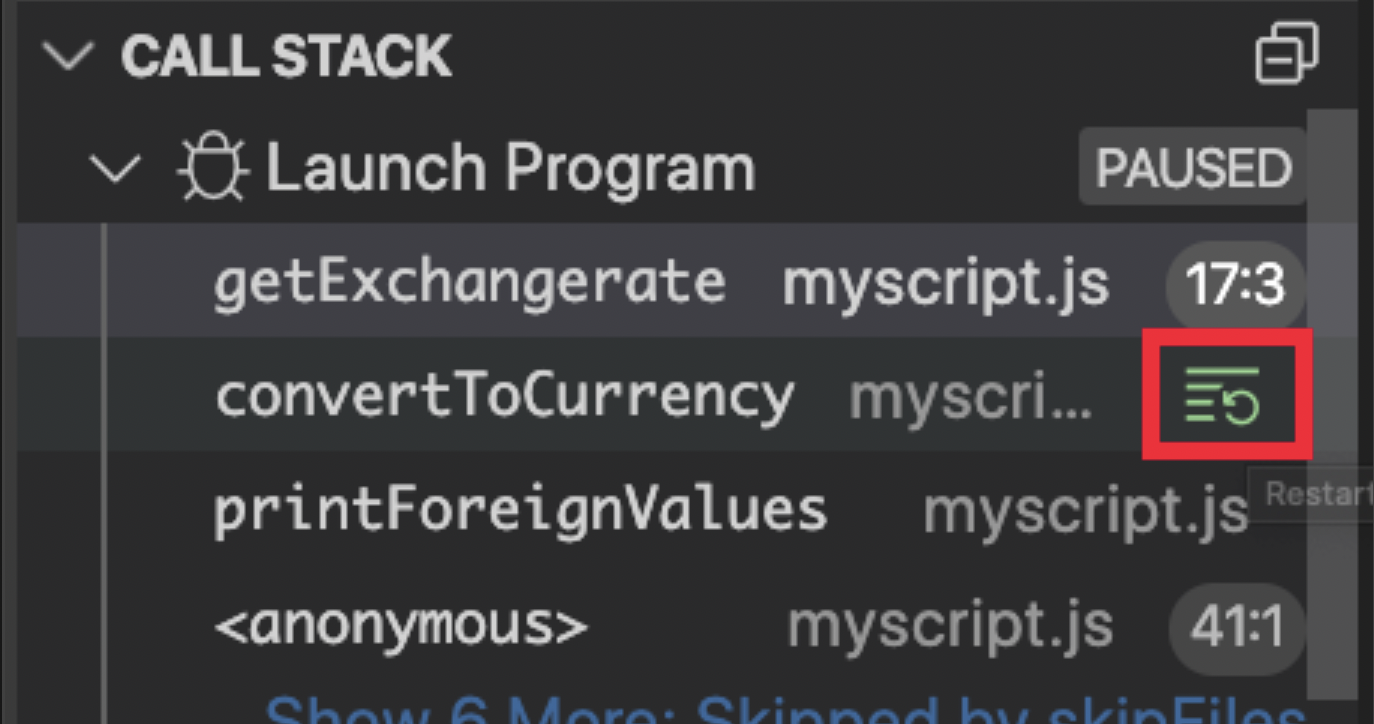 CALL STACK
Launch Program PAUSED
getExchangerate myscript.js 17:3
convertToCurrency myscri...
Restart
printForeignValues myscript.js
<anonymous> myscript.js 41:1
Show 6 More: Skipped by skipFiles